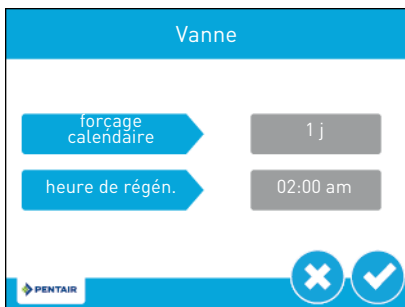 Vanne
forçage
calendaire
1 j
heure de régén.
02:00 am
PENTAIR